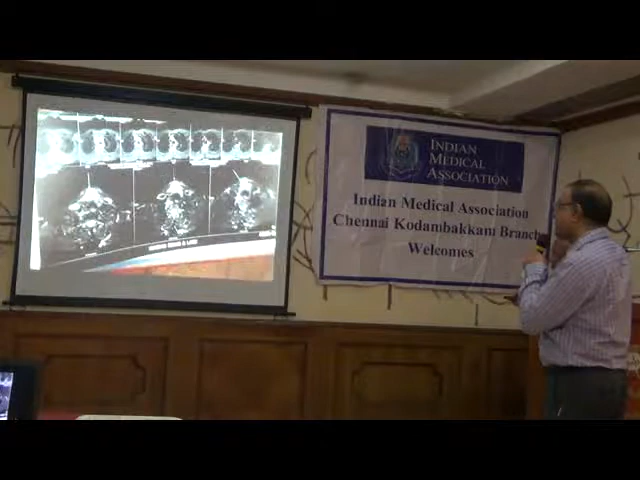 INDIAN
MEDICAL
ASSOCIATION
Indian Medical Association
Chennai Kodambakkam Branch
Welcomes